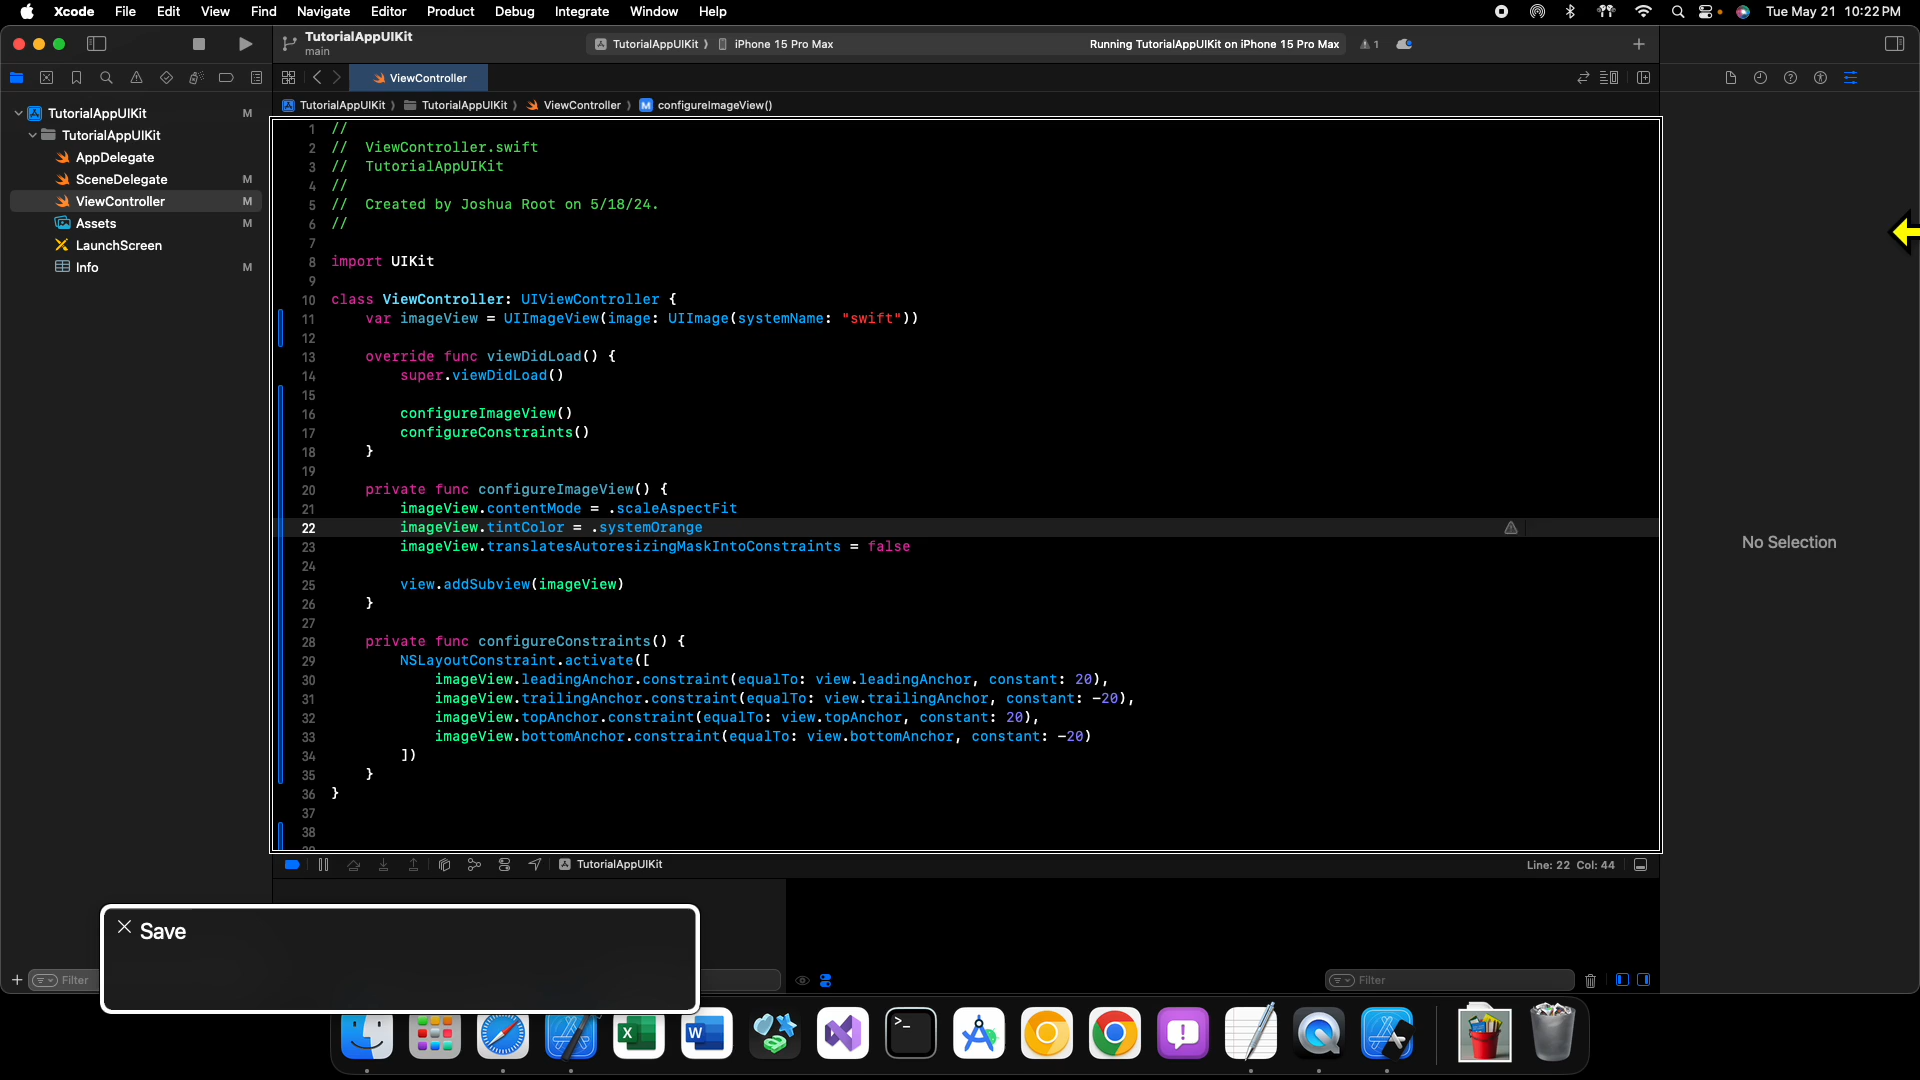 Xcode File Edit View Find Navigate Editor Product Debug Integrate Window Help Tue May 21 10:22 PM
TutorialAppUIKit
main
TutorialAppUIKit iPhone 15 Pro Max Running TutorialAppUIKit on iPhone 15 Pro Max 1
ViewController
TutorialAppUIKit TutorialAppUIKit ViewController M configureImageView()
TutorialAppUIKit M
TutorialAppUIKit
AppDelegate
SceneDelegate M
ViewController M
Assets M
LaunchScreen
Info M
1 //
2 // ViewController.swift
3 // TutorialAppUIKit
4 //
5 // Created by Joshua Root on 5/18/24.
6 //
7
8 import UIKit
9
10 class ViewController: UIViewController {
11 var imageView = UIImageView(image: UIImage(systemName: "swift"))
12
13 override func viewDidLoad() {
14 super.viewDidLoad()
15
16 configureImageView()
17 configureConstraints()
18 }
19
20 private func configureImageView() {
21 imageView.contentMode = .scaleAspectFit
22 imageView.tintColor = .systemOrange
23 imageView.translatesAutoresizingMaskIntoConstraints = false
24
25 view.addSubview(imageView)
26 }
27
28 private func configureConstraints() {
29 NSLayoutConstraint.activate([
30 imageView.leadingAnchor.constraint(equalTo: view.leadingAnchor, constant: 20),
31 imageView.trailingAnchor.constraint(equalTo: view.trailingAnchor, constant: -20),
32 imageView.topAnchor.constraint(equalTo: view.topAnchor, constant: 20),
33 imageView.bottomAnchor.constraint(equalTo: view.bottomAnchor, constant: -20)
34 ])
35 }
36 }
37
38
No Selection
TutorialAppUIKit Line: 22 Col: 44
Save
Filter
Filter
X W >_